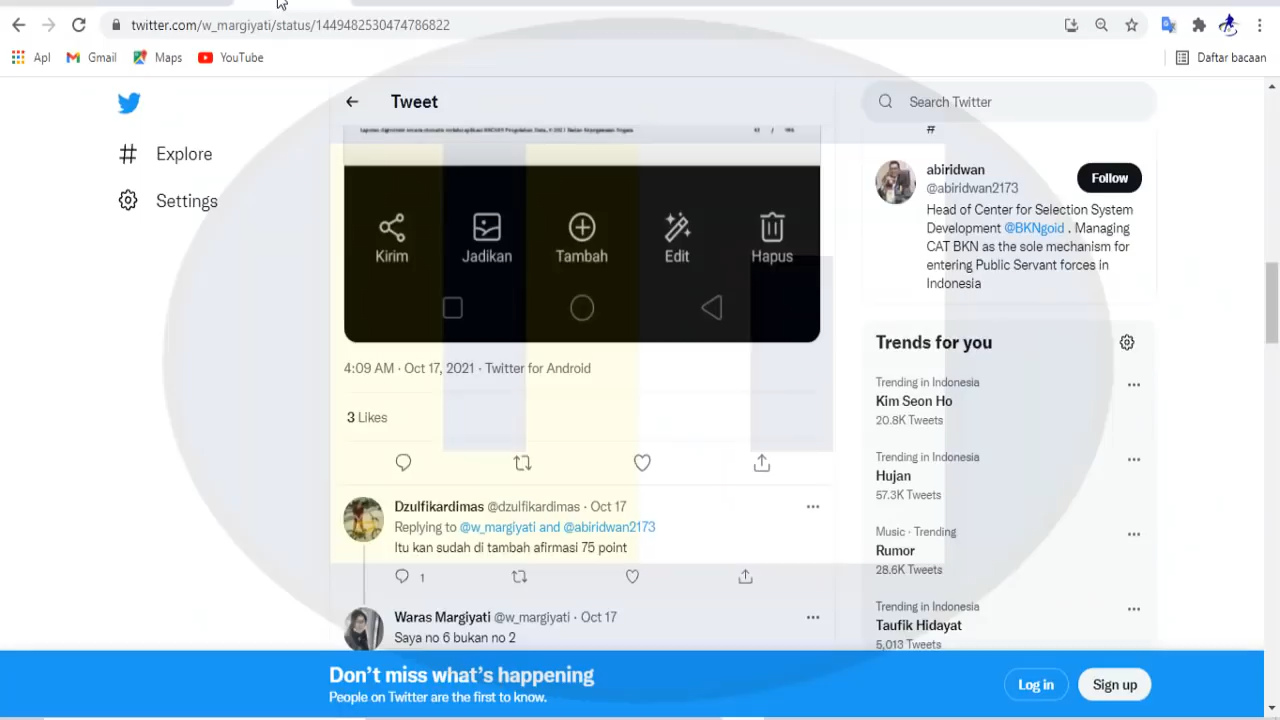 twitter.com/w_margiyati/status/1449482530474786822
Apl Gmail Maps YouTube Daftar bacaan
Explore
Settings
Tweet
Kirim Jadikan Tambah Edit Hapus
4:09 AM · Oct 17, 2021 · Twitter for Android
3 Likes
Dzulfikardimas @dzulfikardimas · Oct 17
Replying to @w_margiyati and @abiridwan2173
Itu kan sudah di tambah afirmasi 75 point
1
Waras Margiyati @w_margiyati · Oct 17
Saya no 6 bukan no 2
Search Twitter
#
abiridwan
@abiridwan2173
Follow
Head of Center for Selection System
Development @BKNgoid . Managing
CAT BKN as the sole mechanism for
entering Public Servant forces in
Indonesia
Trends for you
Trending in Indonesia
Kim Seon Ho
20.8K Tweets
Trending in Indonesia
Hujan
57.3K Tweets
Music · Trending
Rumor
28.6K Tweets
Trending in Indonesia
Taufik Hidayat
5,013 Tweets
Don't miss what's happening
People on Twitter are the first to know.
Log in
Sign up